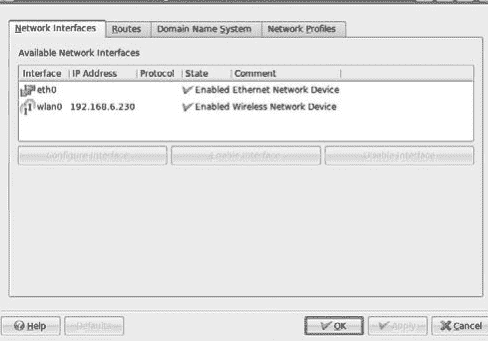 Network Interfaces Routes Domain Name System Network Profiles
Available Network Interfaces
Interface IP Address Protocol State Comment
eth0 Enabled Ethernet Network Device
wlan0 192.168.6.230 Enabled Wireless Network Device
Configure Interface Enable Interface Disable Interface
Help Defaults OK Apply Cancel